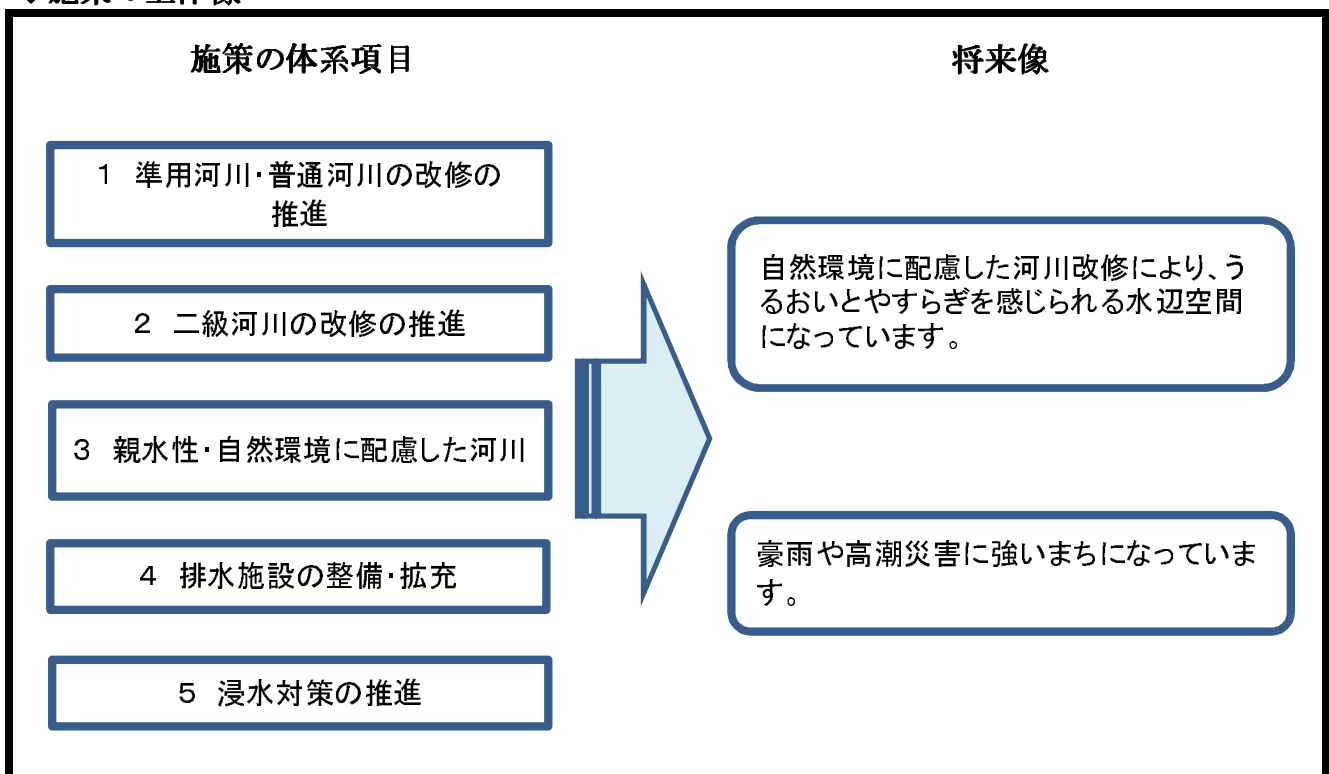 施策の体系項目
将来像
1 準用河川・普通河川の改修の
推進
2 二級河川の改修の推進
3 親水性・自然環境に配慮した河川
4 排水施設の整備・拡充
5 浸水対策の推進
自然環境に配慮した河川改修により、う
るおいとやすらぎを感じられる水辺空間
になっています。
豪雨や高潮災害に強いまちになっていま
す。